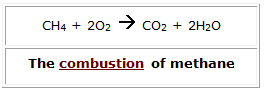 CH4 + 2O2 → CO2 + 2H2O
The combustion of methane